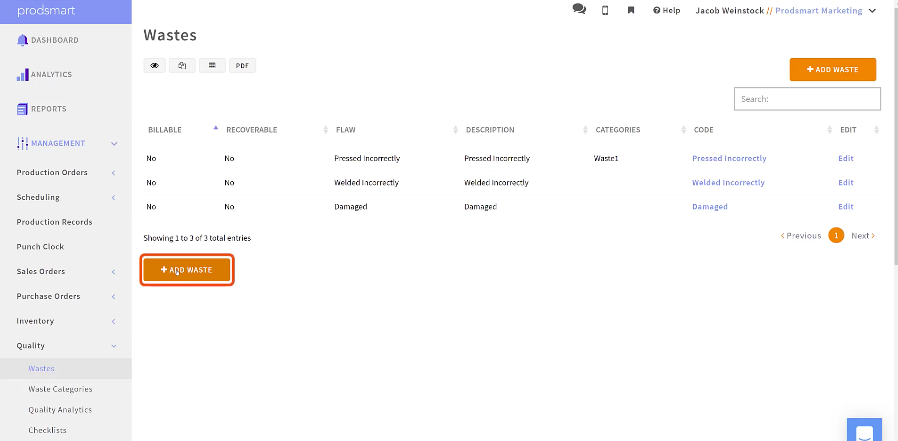 prodsmart
Help
Jacob Weinstock // Prodsmart Marketing
DASHBOARD
ANALYTICS
REPORTS
MANAGEMENT
Production Orders
Scheduling
Production Records
Punch Clock
Sales Orders
Purchase Orders
Inventory
Quality
Wastes
Waste Categories
Quality Analytics
Checklists
Wastes
PDF
+ ADD WASTE
Search:
BILLABLE RECOVERABLE FLAW DESCRIPTION CATEGORIES CODE EDIT
No No Pressed Incorrectly Pressed Incorrectly Waste1 Pressed Incorrectly Edit
No No Welded Incorrectly Welded Incorrectly Welded Incorrectly Edit
No No Damaged Damaged Damaged Edit
Showing 1 to 3 of 3 total entries
‹ Previous 1 Next ›
+ ADD WASTE